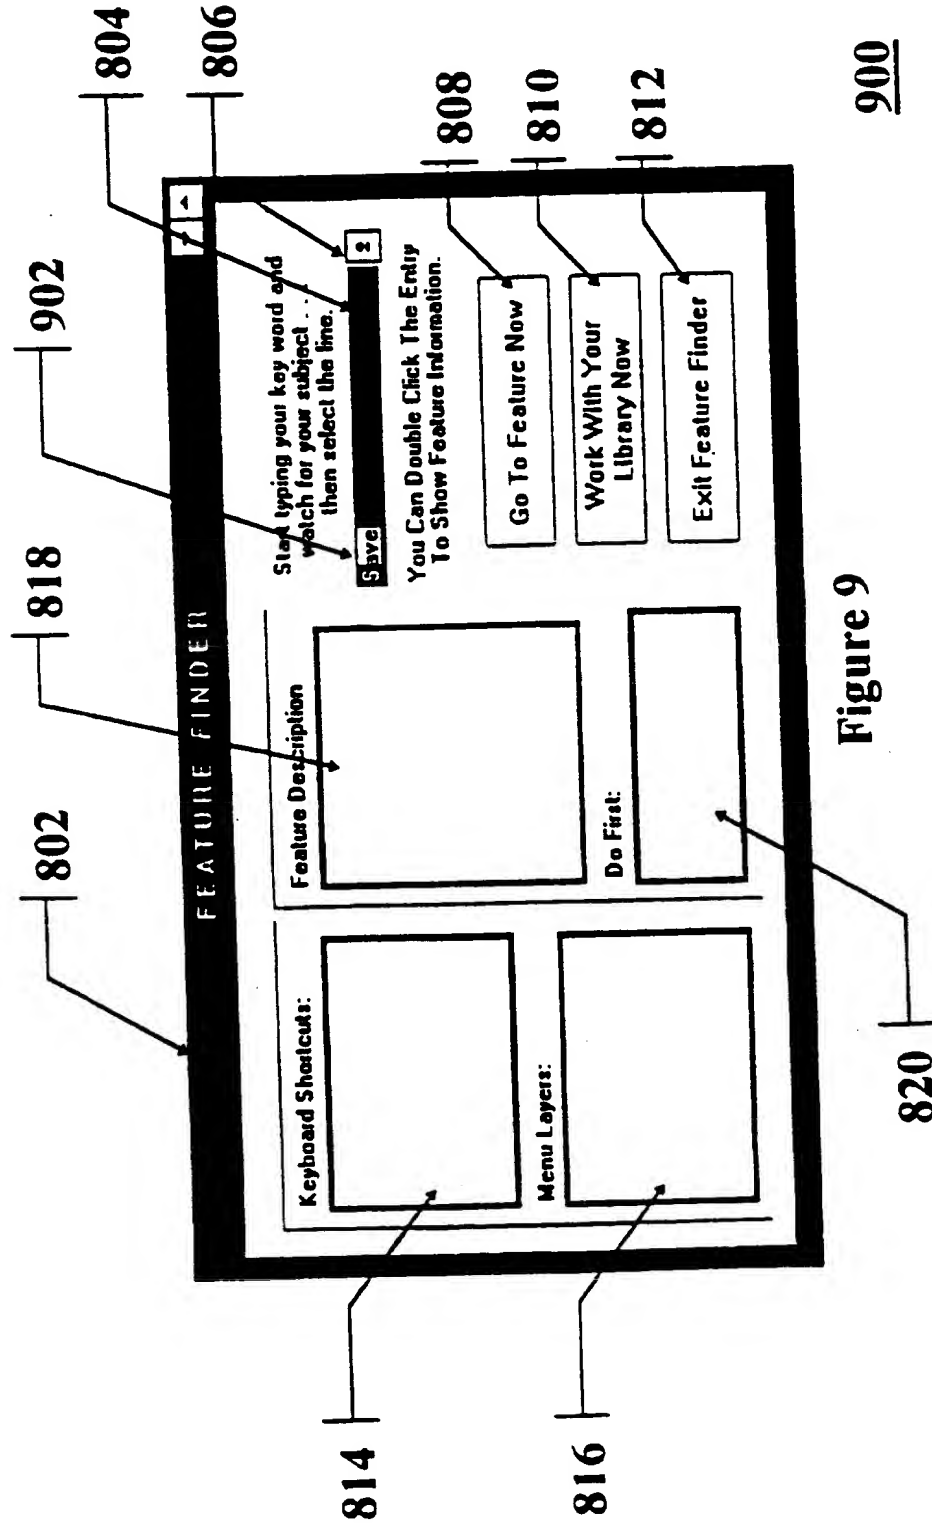 802
818
902
804
806
FEATURE FINDER
Keyboard Shortcuts:
Menu Layers:
Feature Description
Do First:
Start typing your key word and
watch for your subject . . .
then select the line.
Save
You Can Double Click The Entry
To Show Feature Information.
Go To Feature Now
Work With Your
Library Now
Exit Feature Finder
808
810
812
814
816
820
Figure 9
900